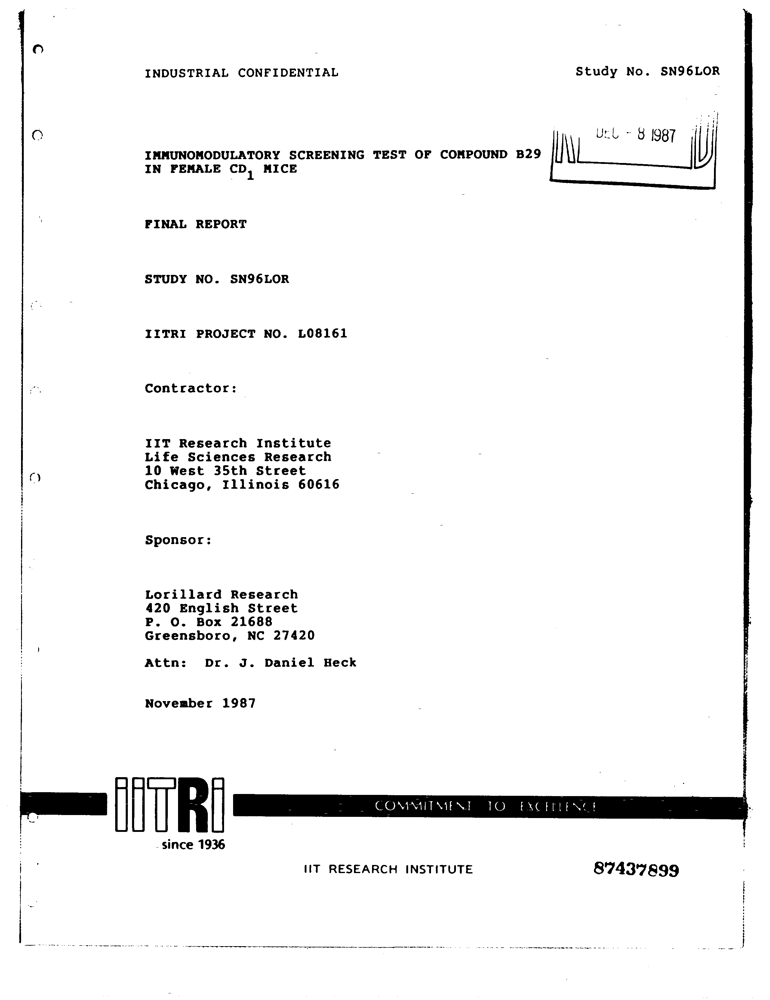 INDUSTRIAL CONFIDENTIAL Study No. SN96LOR
DEC - 8 1987
IMMUNOMODULATORY SCREENING TEST OF COMPOUND B29
IN FEMALE CD1 MICE
FINAL REPORT
STUDY NO. SN96LOR
IITRI PROJECT NO. L08161
Contractor:
IIT Research Institute
Life Sciences Research
10 West 35th Street
Chicago, Illinois 60616
Sponsor:
Lorillard Research
420 English Street
P. O. Box 21688
Greensboro, NC 27420
Attn: Dr. J. Daniel Heck
November 1987
IITRI
COMMITMENT TO EXCELLENCE
since 1936
IIT RESEARCH INSTITUTE
87437899